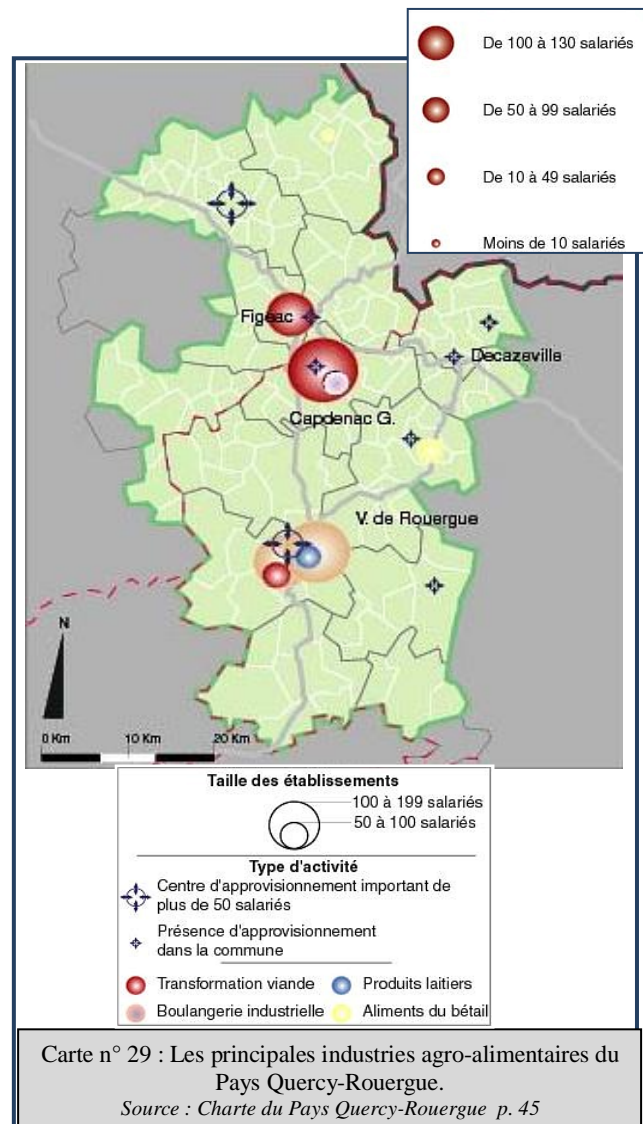 De 100 à 130 salariés
De 50 à 99 salariés
De 10 à 49 salariés
Moins de 10 salariés
Figeac
Decazeville
Capdenac G.
V. de Rouergue
N
0 Km
10 Km
20 Km
Taille des établissements
100 à 199 salariés
50 à 100 salariés
Type d'activité
Centre d'approvisionnement important de
plus de 50 salariés
Présence d'approvisionnement
dans la commune
Transformation viande
Produits laitiers
Boulangerie industrielle
Aliments du bétail
Carte n° 29 : Les principales industries agro-alimentaires du
Pays Quercy-Rouergue.
Source : Charte du Pays Quercy-Rouergue p. 45